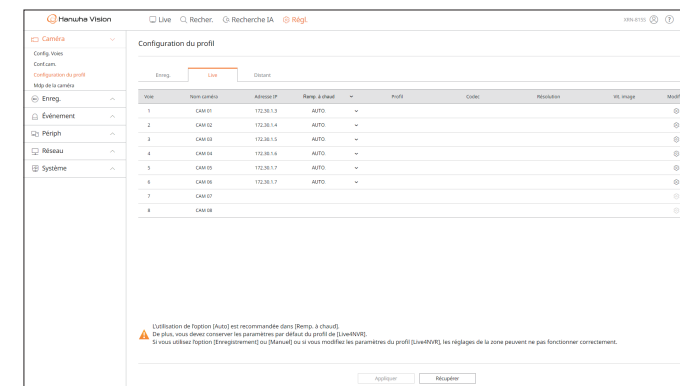 Hanwha Vision
Live Recher. Recherche IA Régl.
Caméra
Config. Voies
Conf.cam.
Configuration du profil
Mdp de la caméra
Enreg.
Évènement
Périph
Réseau
Système
Configuration du profil
Enreg. Live Distant
Voie Nom caméra Adresse IP Remp. à chaud Profil Codec Résolution Vit. image Modif
1 CAM 01 172.30.1.3 AUTO
2 CAM 02 172.30.1.4 AUTO
3 CAM 03 172.30.1.5 AUTO
4 CAM 04 172.30.1.6 AUTO
5 CAM 05 172.30.1.7 AUTO
6 CAM 06 172.30.1.7 AUTO
7 CAM 07
8 CAM 08
L'utilisation de l'option [Auto] est recommandée dans [Remp. à chaud].
De plus, vous devez conserver les paramètres par défaut du profil de [Live4NVR].
Si vous utilisez l'option [Enregistrement] ou [Manuel] ou si vous modifiez les paramètres du profil [Live4NVR], les réglages de la zone peuvent ne pas fonctionner correctement.
Appliquer Récupérer